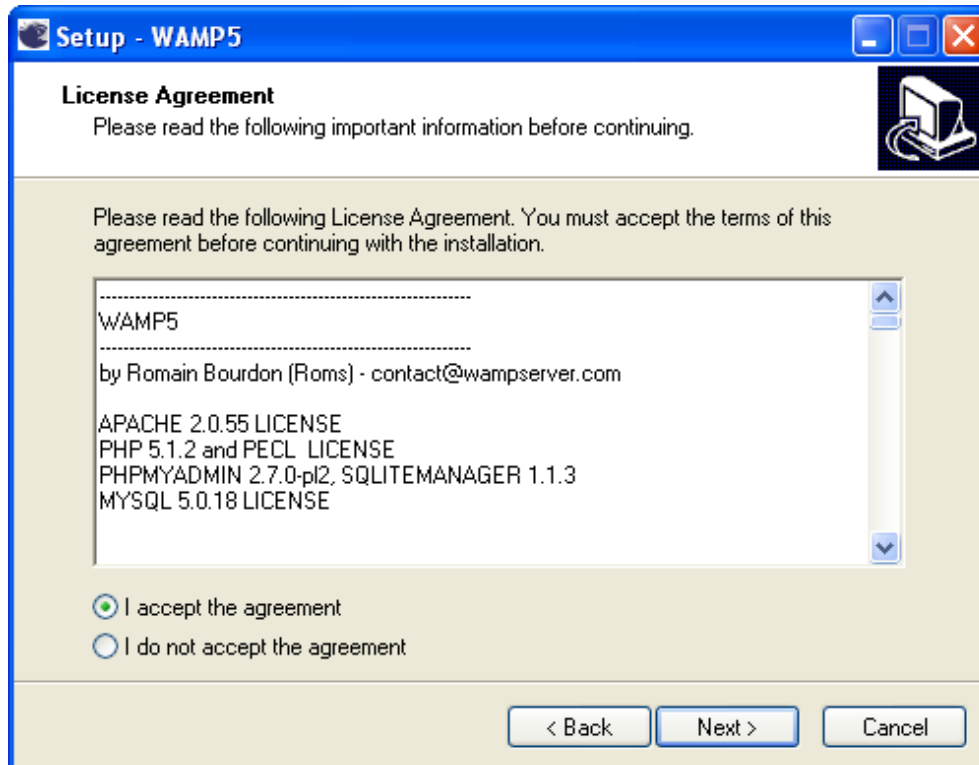 Setup - WAMP5
License Agreement
Please read the following important information before continuing.
Please read the following License Agreement. You must accept the terms of this
agreement before continuing with the installation.
----------------------------------------------------------------
WAMP5
----------------------------------------------------------------
by Romain Bourdon (Roms) - contact@wampserver.com
APACHE 2.0.55 LICENSE
PHP 5.1.2 and PECL  LICENSE
PHPMYADMIN 2.7.0-pl2, SQLITEMANAGER 1.1.3
MYSQL 5.0.18 LICENSE
I accept the agreement
I do not accept the agreement
< Back Next > Cancel